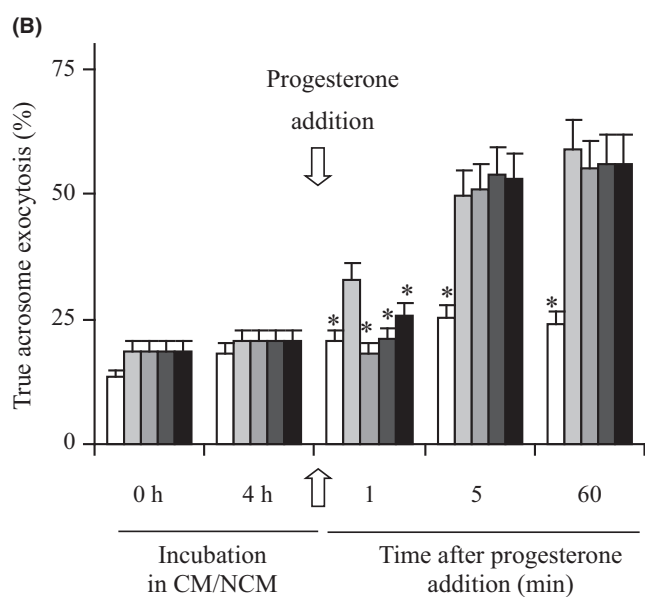 (B)
75
Progesterone
addition
50
25
0
True acrosome exocytosis (%)
* * * * * *
0 h 4 h 1 5 60
Incubation
in CM/NCM
Time after progesterone
addition (min)